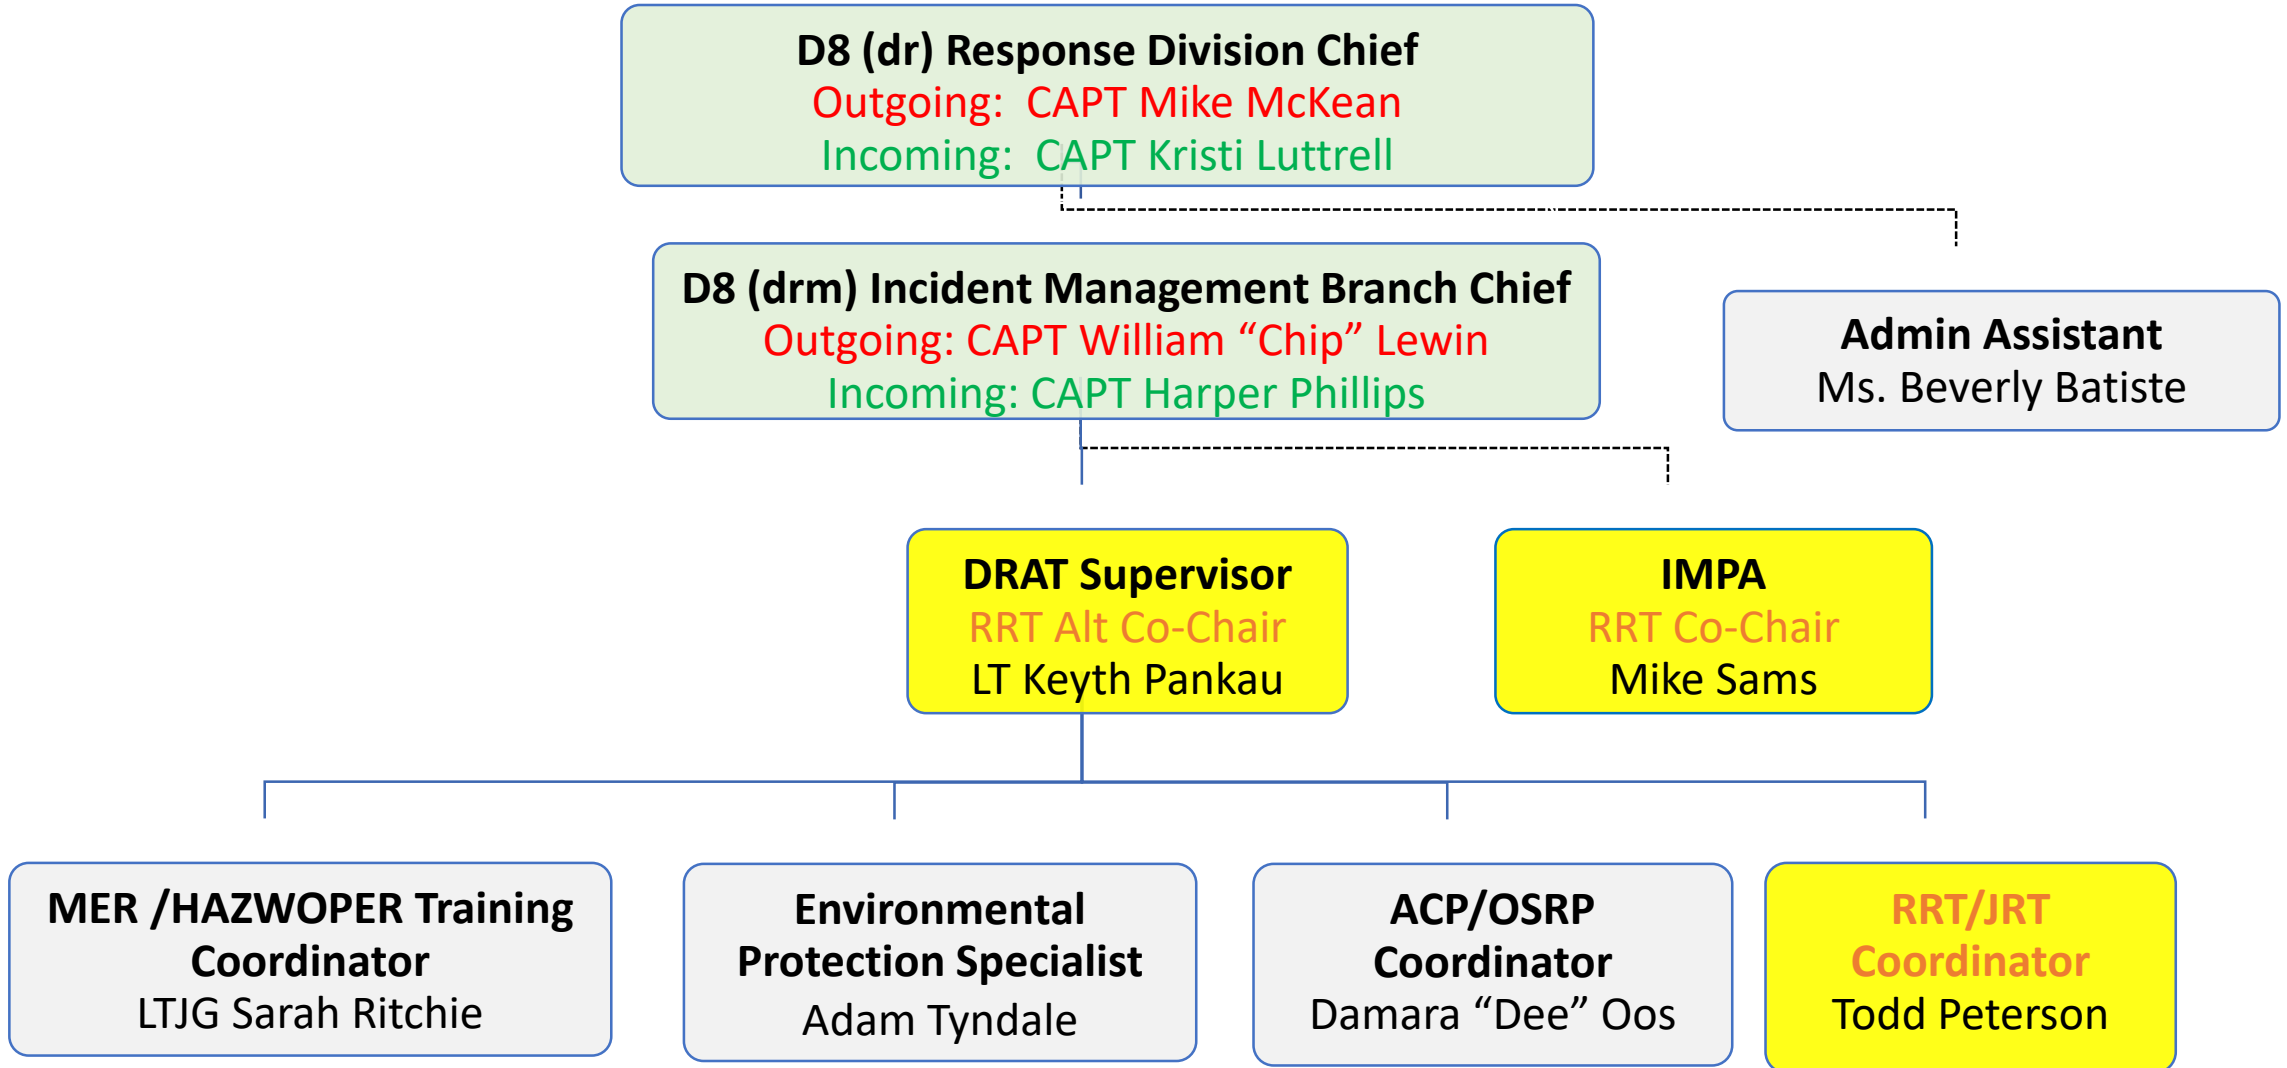 D8 (dr) Response Division Chief
Outgoing:  CAPT Mike McKean
Incoming:  CAPT Kristi Luttrell
D8 (drm) Incident Management Branch Chief
Outgoing: CAPT William “Chip” Lewin
Incoming: CAPT Harper Phillips
Admin Assistant
Ms. Beverly Batiste
DRAT Supervisor
RRT Alt Co-Chair
LT Keyth Pankau
IMPA
RRT Co-Chair
Mike Sams
MER /HAZWOPER Training
Coordinator
LTJG Sarah Ritchie
Environmental
Protection Specialist
Adam Tyndale
ACP/OSRP
Coordinator
Damara “Dee” Oos
RRT/JRT
Coordinator
Todd Peterson